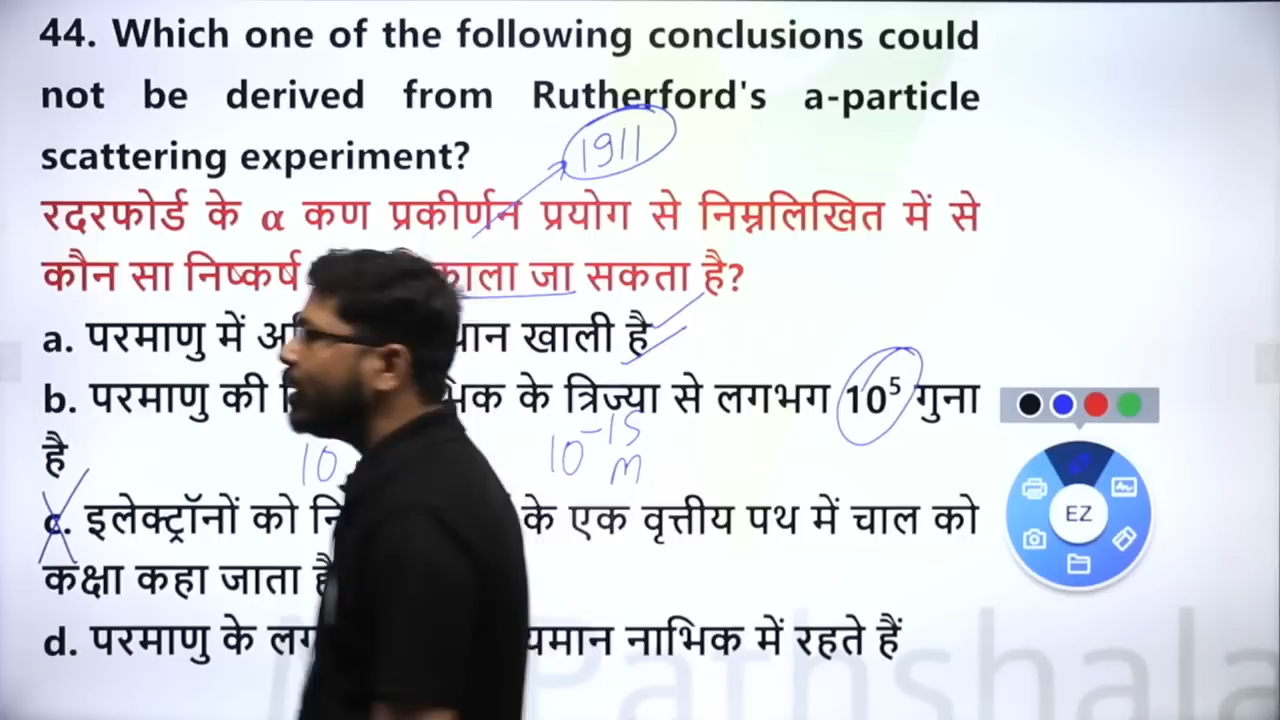 44. Which one of the following conclusions could
not be derived from Rutherford's a-particle
scattering experiment?
1911
रदरफोर्ड के α कण प्रकीर्णन प्रयोग से निम्नलिखित में से
कौन सा निष्कर्ष काला जा सकता है?
a. परमाणु में खाली है
b. परमाणु की के त्रिज्या से लगभग 10⁵ गुना
है
10
10⁻¹⁵ m
c. इलेक्ट्रॉनों को के एक वृत्तीय पथ में चाल को
कक्षा कहा जाता
d. परमाणु के नाभिक में रहते हैं
EZ
Pathshala